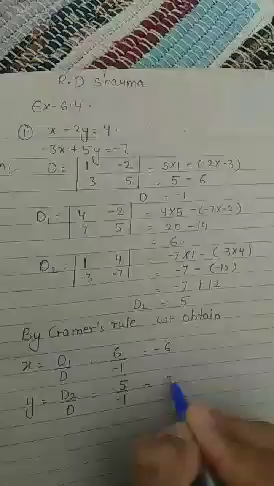 R.D Sharma
Ex-6.4.
① x - 2y = 4.
-3x + 5y = -7
D = | 1 -2 | = 5×1 - (-2×-3)
| 3 5 | . 5 - 6
D = -1
D₁ = | 4 -2 | = 4×5 - (-7×-2)
| 7 5 | = 20 - 14
= 6.
D₂ = | 1 4 | -7×1 - (-3×4)
| 3 -7 | = -7 - (-12)
= -7 + 12
D₂ = 5
By Cramer's rule we obtain
x = D₁/D = 6/-1 = -6
y = D₂/D = 5/-1 =